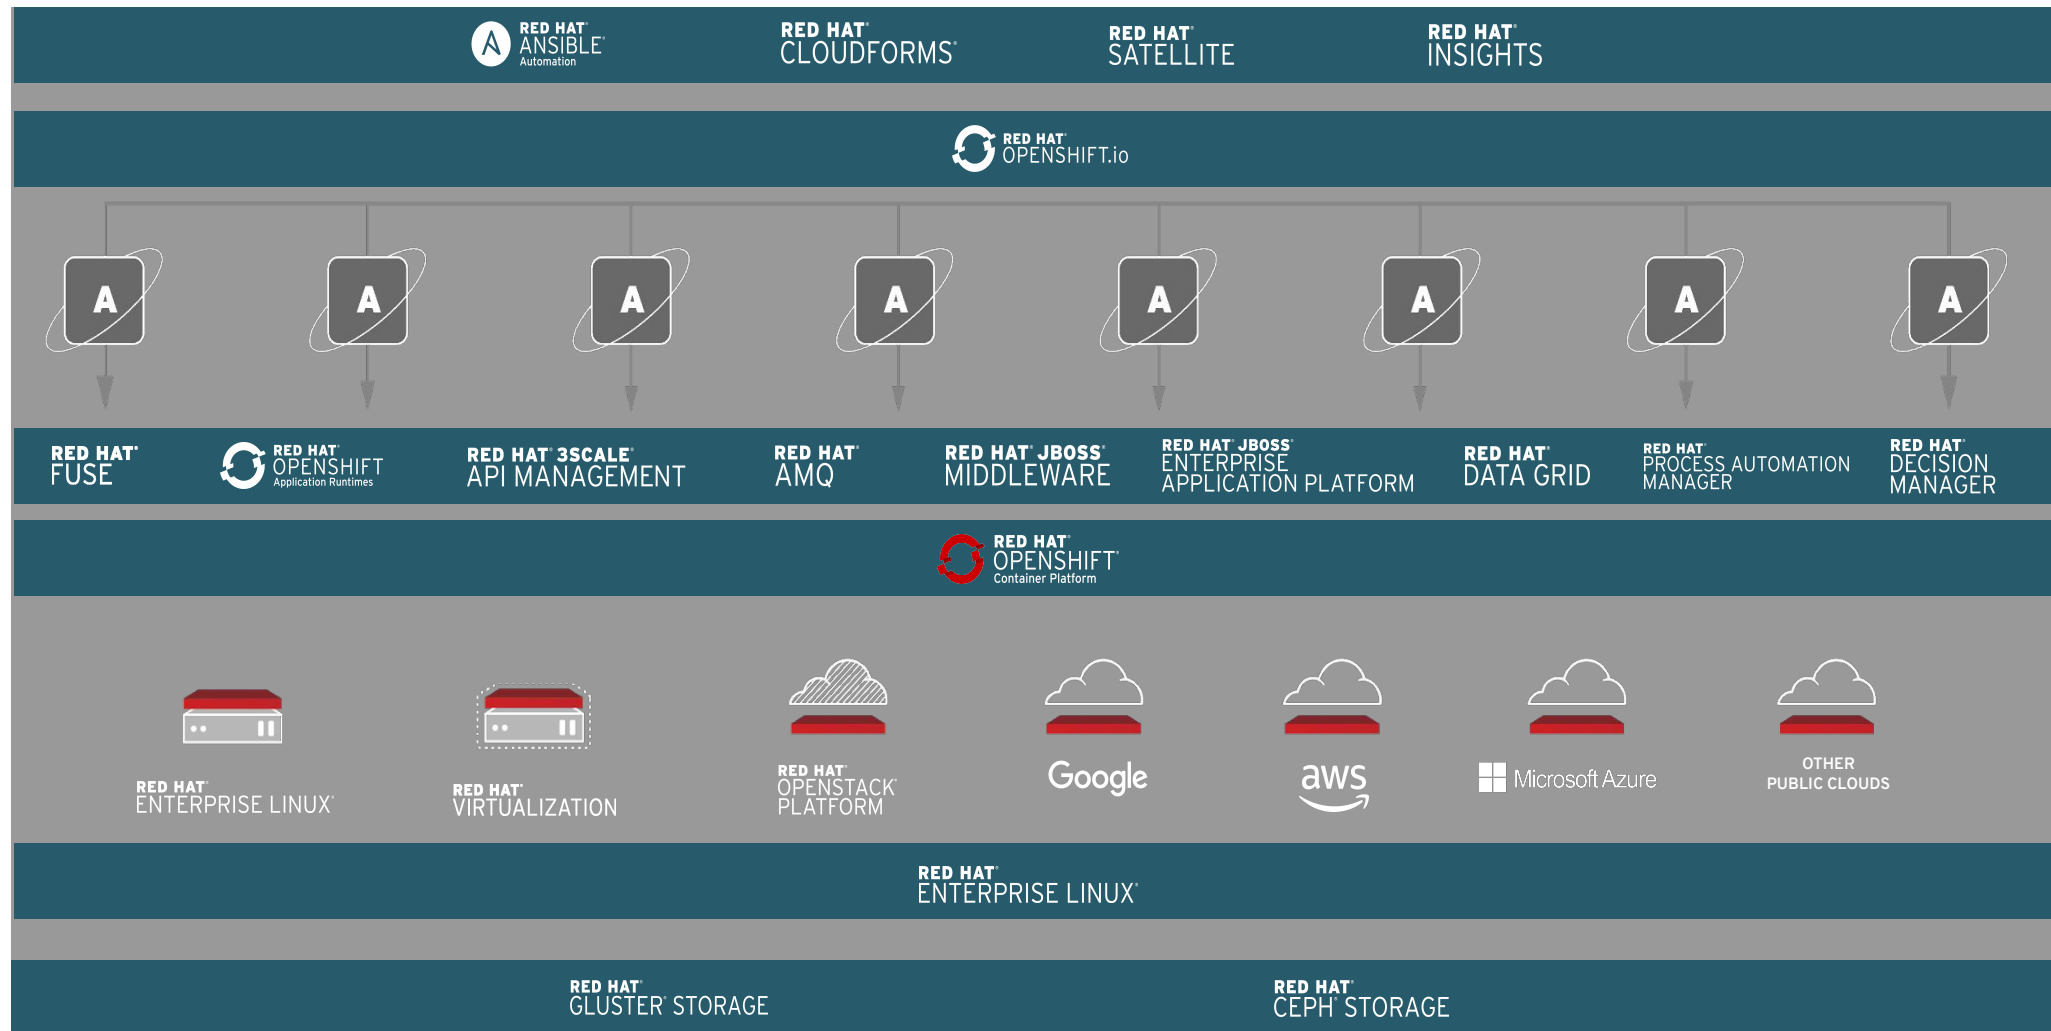 RED HAT®
ANSIBLE®
Automation
RED HAT®
CLOUDFORMS®
RED HAT®
SATELLITE
RED HAT®
INSIGHTS
RED HAT®
OPENSHIFT.io
A
A
A
A
A
A
A
A
RED HAT®
FUSE
RED HAT®
OPENSHIFT
Application Runtimes
RED HAT® 3SCALE®
API MANAGEMENT
RED HAT®
AMQ
RED HAT® JBOSS®
MIDDLEWARE
RED HAT® JBOSS®
ENTERPRISE
APPLICATION PLATFORM
RED HAT®
DATA GRID
RED HAT®
PROCESS AUTOMATION
MANAGER
RED HAT®
DECISION
MANAGER
RED HAT®
OPENSHIFT®
Container Platform
RED HAT®
ENTERPRISE LINUX®
RED HAT®
VIRTUALIZATION
RED HAT®
OPENSTACK®
PLATFORM
Google
aws
Microsoft Azure
OTHER
PUBLIC CLOUDS
RED HAT®
ENTERPRISE LINUX®
RED HAT®
GLUSTER® STORAGE
RED HAT®
CEPH® STORAGE